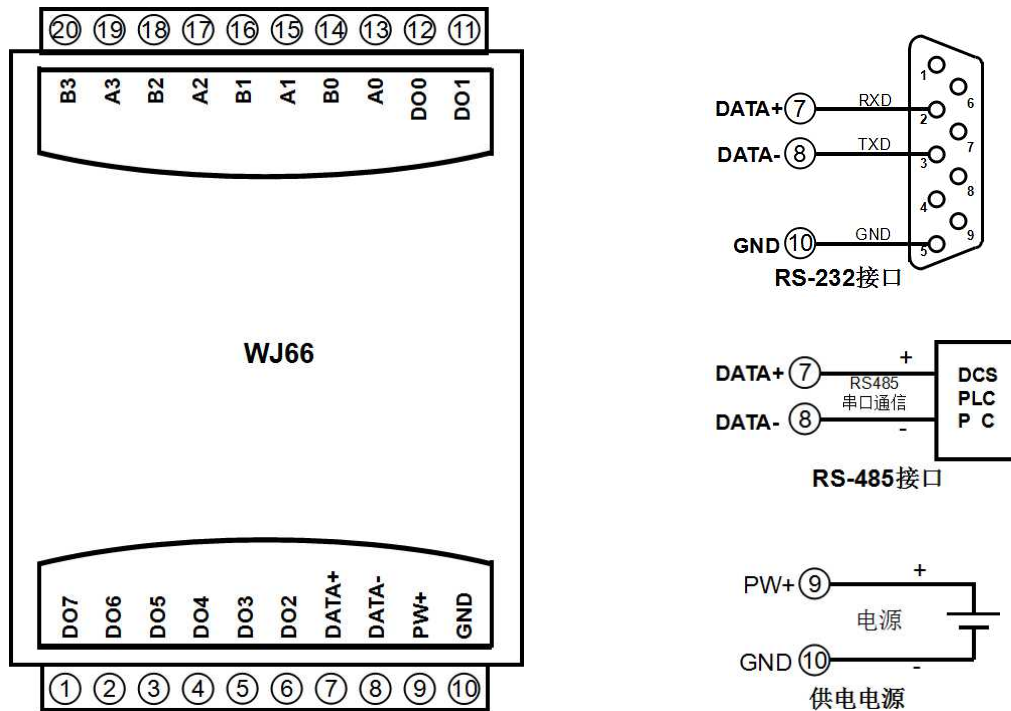 ⑳ ⑲ ⑱ ⑰ ⑯ ⑮ ⑭ ⑬ ⑫ ⑪
B3 A3 B2 A2 B1 A1 B0 A0 DO0 DO1
WJ66
DO7 DO6 DO5 DO4 DO3 DO2 DATA+ DATA- PW+ GND
① ② ③ ④ ⑤ ⑥ ⑦ ⑧ ⑨ ⑩
1
6
DATA+ ⑦ RXD 2
7
DATA- ⑧ TXD 3
8
4
9
GND ⑩ GND 5
RS-232接口
DATA+ ⑦ +
RS485
串口通信
DATA- ⑧ -
DCS
PLC
P C
RS-485接口
PW+ ⑨ +
电源
GND ⑩ -
供电电源